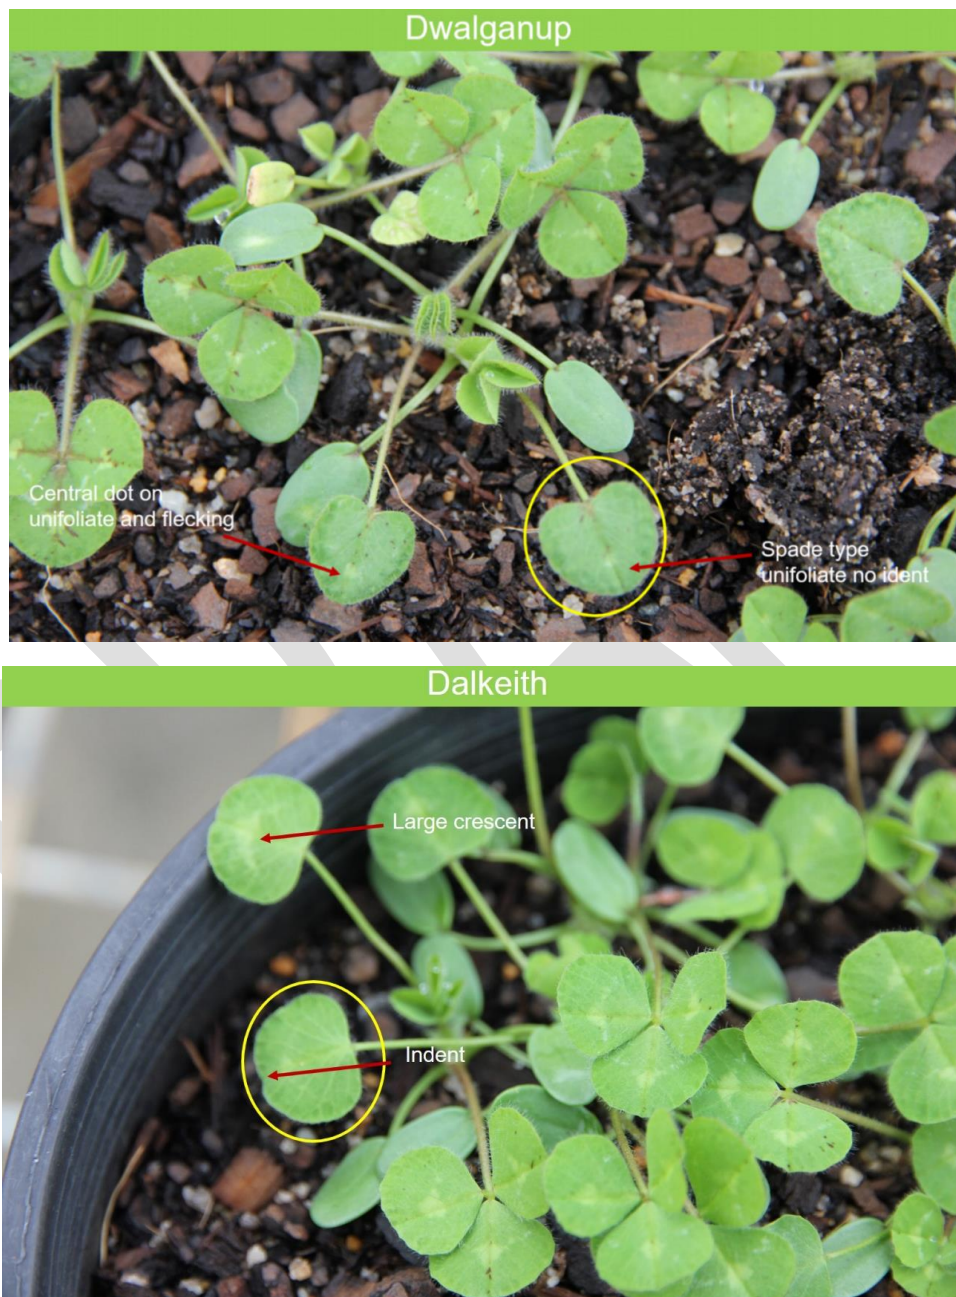 Dwalganup
Central dot on
unifoliate and flecking
Spade type
unifoliate no ident
Dalkeith
Large crescent
Indent